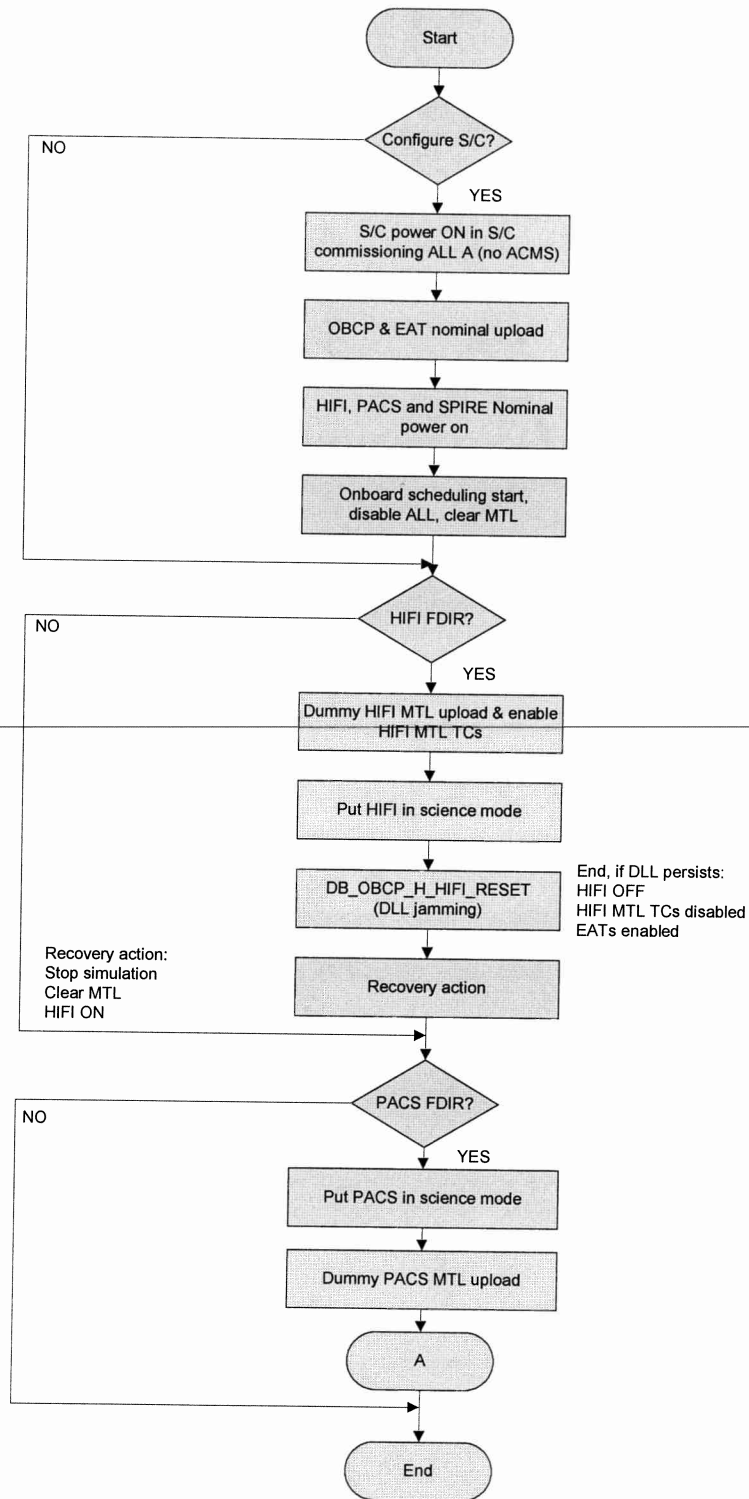 Start
Configure S/C?
NO
YES
S/C power ON in S/C
commissioning ALL A (no ACMS)
OBCP & EAT nominal upload
HIFI, PACS and SPIRE Nominal
power on
Onboard scheduling start,
disable ALL, clear MTL
HIFI FDIR?
NO
YES
Dummy HIFI MTL upload & enable
HIFI MTL TCs
Put HIFI in science mode
DB_OBCP_H_HIFI_RESET
(DLL jamming)
End, if DLL persists:
HIFI OFF
HIFI MTL TCs disabled
EATs enabled
Recovery action:
Stop simulation
Clear MTL
HIFI ON
Recovery action
PACS FDIR?
NO
YES
Put PACS in science mode
Dummy PACS MTL upload
A
End